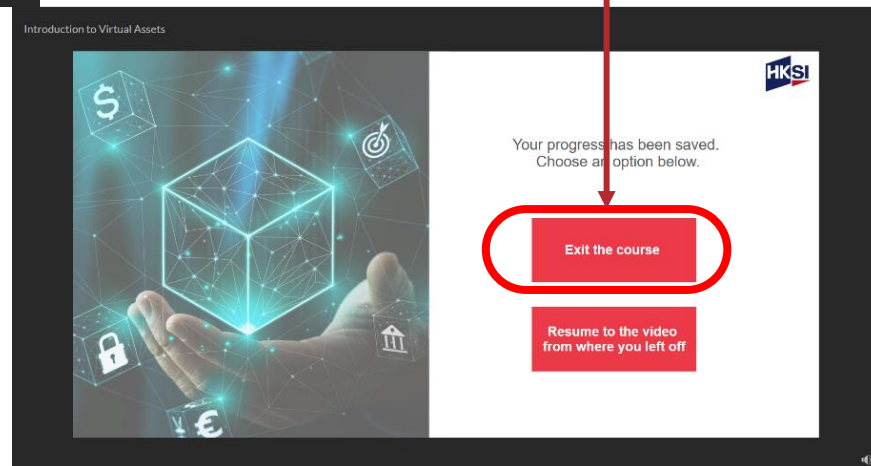 Introduction to Virtual Assets
HKSI
Your progress has been saved.
Choose an option below.
Exit the course
Resume to the video
from where you left off